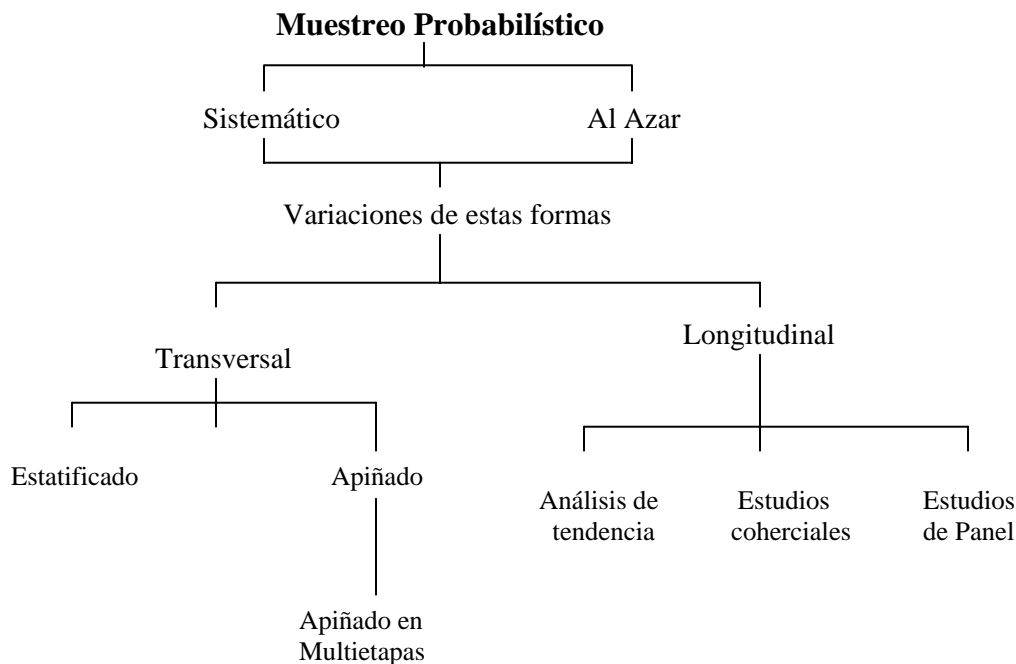 Muestreo Probabilístico
Sistemático
Al Azar
Variaciones de estas formas
Transversal
Longitudinal
Estatificado
Apiñado
Análisis de
tendencia
Estudios
coherciales
Estudios
de Panel
Apiñado en
Multietapas